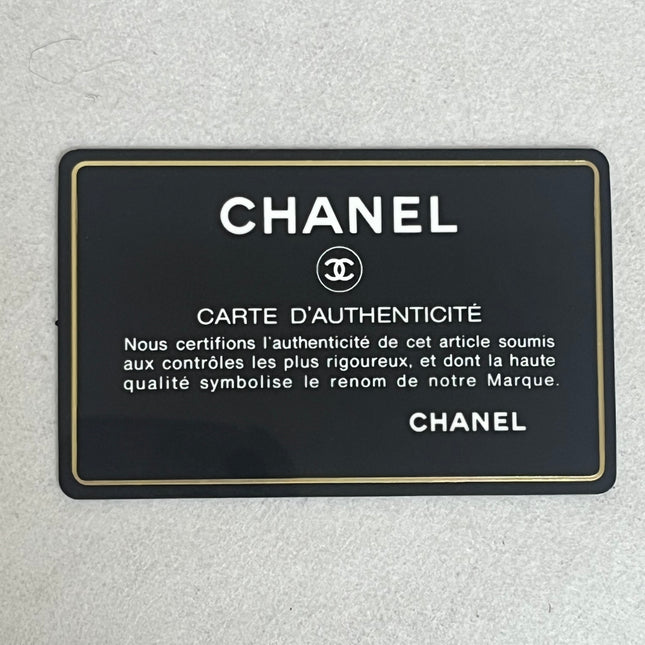 CHANEL
CARTE D'AUTHENTICITÉ
Nous certifions l'authenticité de cet article soumis
aux contrôles les plus rigoureux, et dont la haute
qualité symbolise le renom de notre Marque.
CHANEL